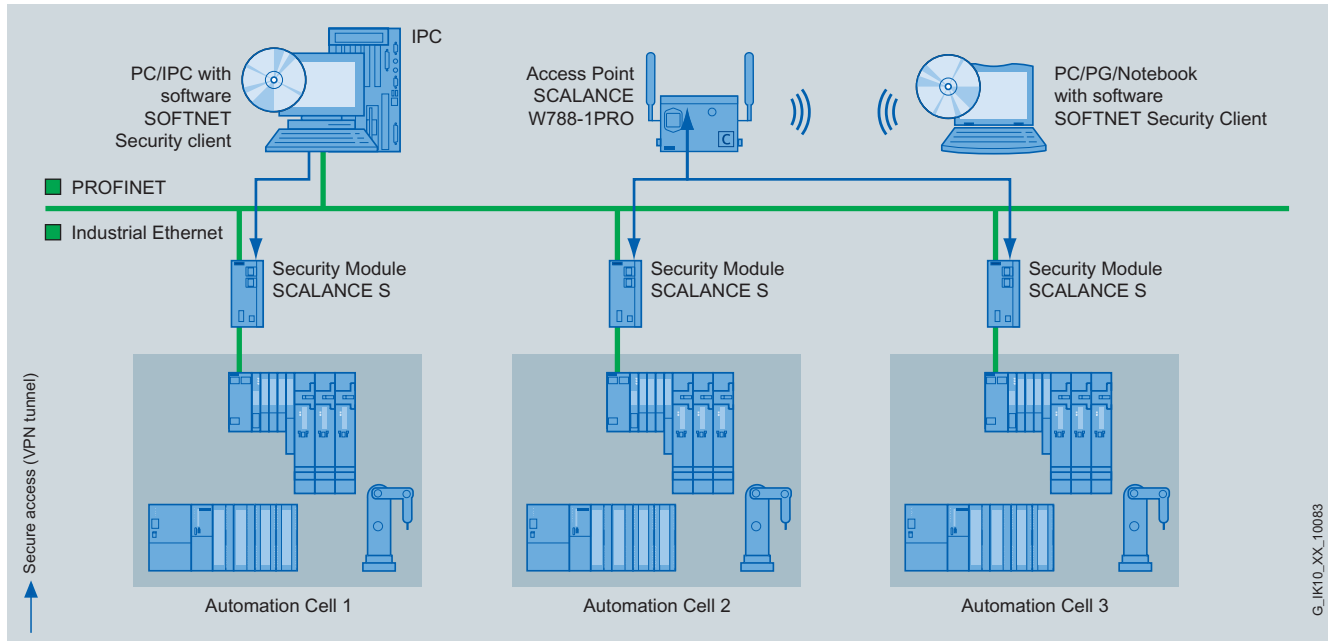 IPC
PC/IPC with
software
SOFTNET
Security client
Access Point
SCALANCE
W788-1PRO
C
PC/PG/Notebook
with software
SOFTNET Security Client
PROFINET
Industrial Ethernet
Security Module
SCALANCE S
Security Module
SCALANCE S
Security Module
SCALANCE S
Secure access (VPN tunnel)
Automation Cell 1
Automation Cell 2
Automation Cell 3
G_IK10_XX_10083